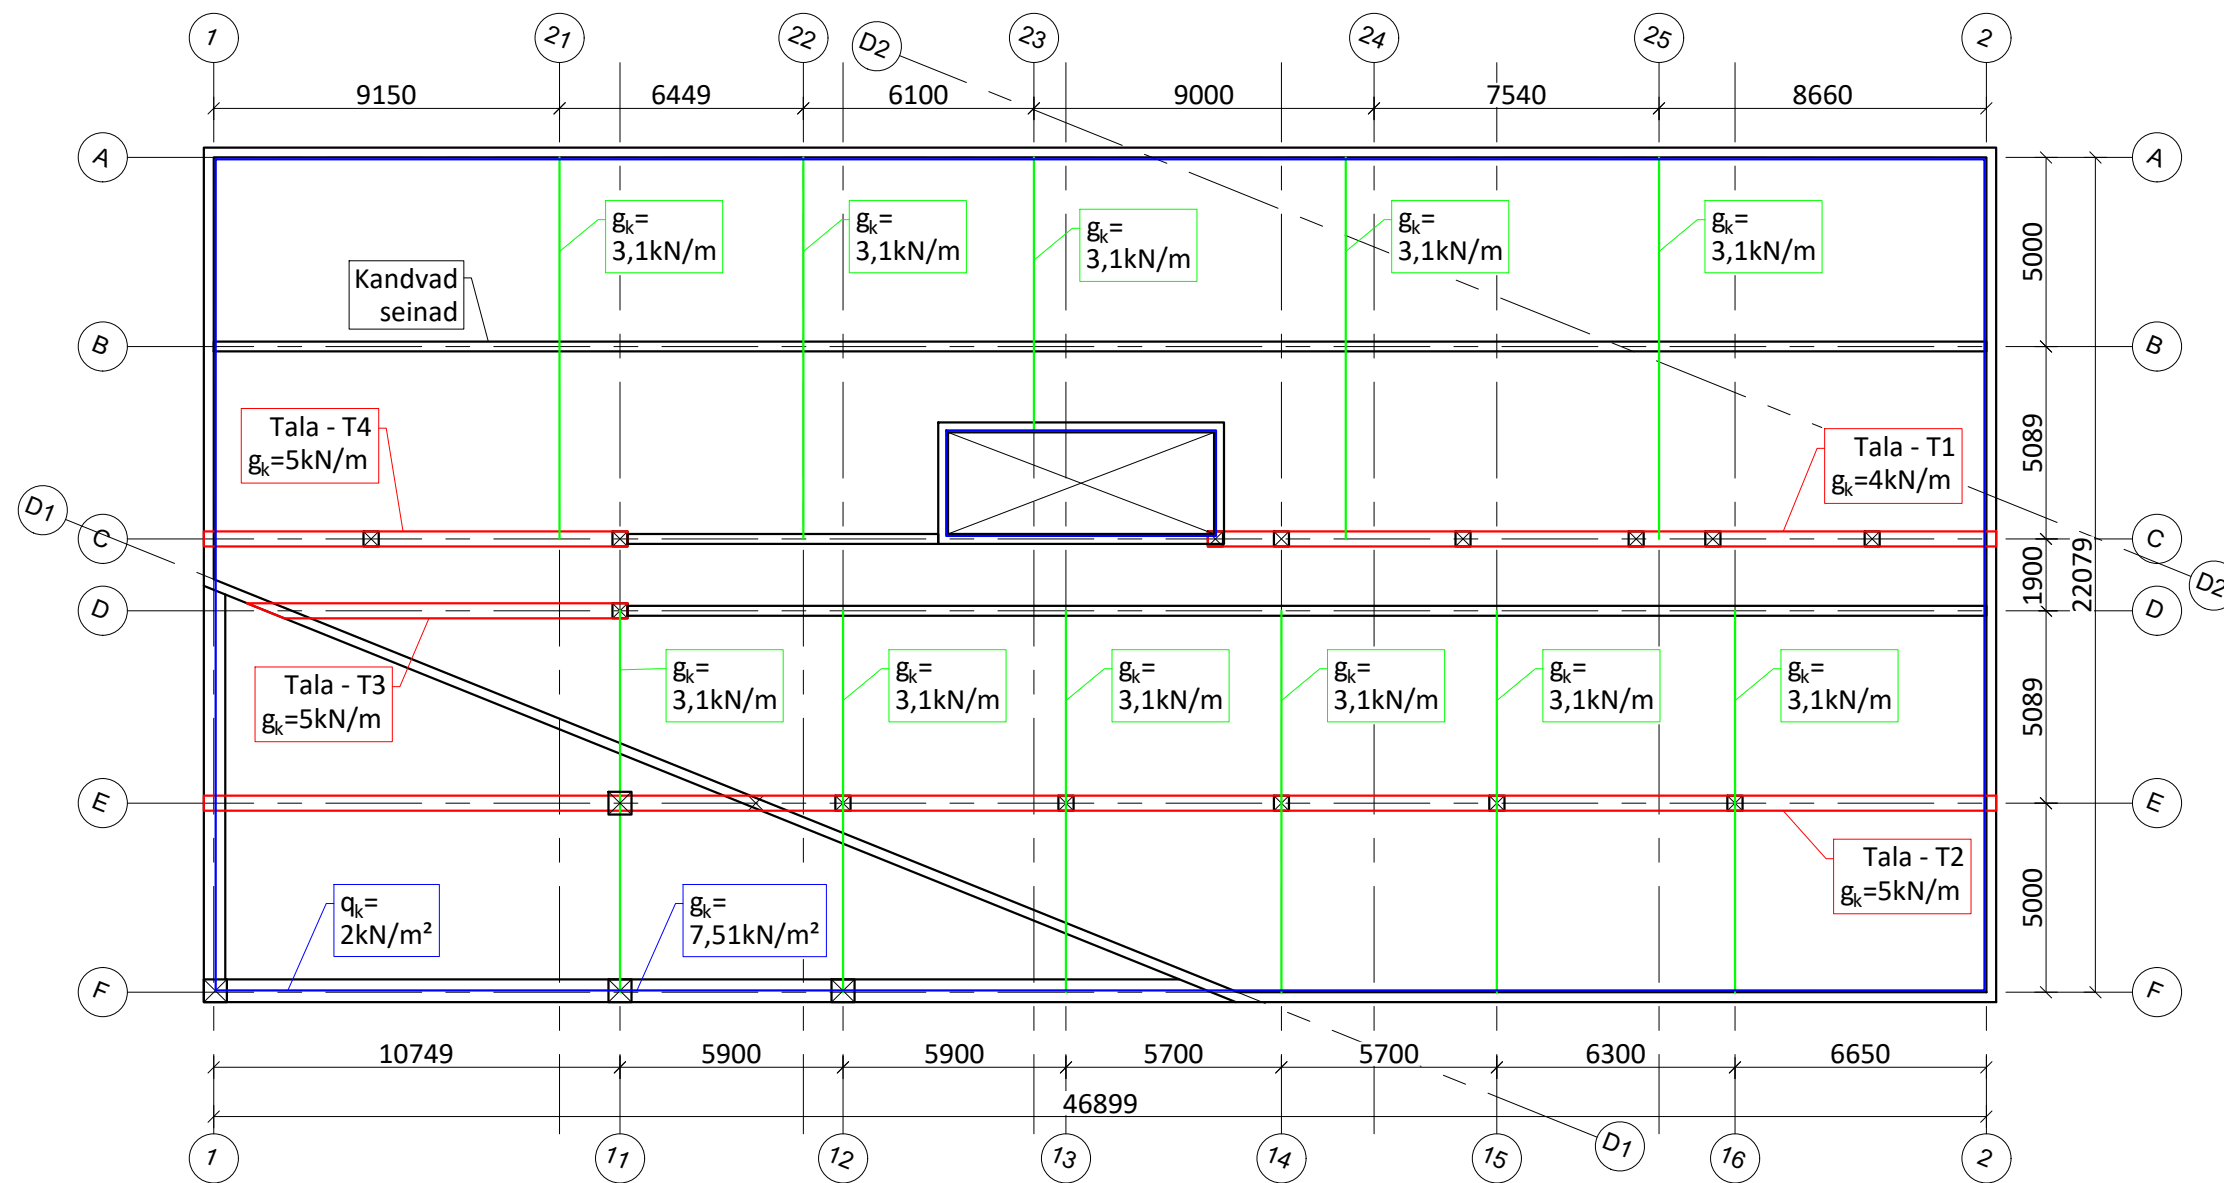 1
21
22
D2
23
24
25
2
9150
6449
6100
9000
7540
8660
A
A
gk=
3,1kN/m
gk=
3,1kN/m
gk=
3,1kN/m
gk=
3,1kN/m
gk=
3,1kN/m
5000
Kandvad
seinad
B
B
Tala - T4
gk=5kN/m
5089
Tala - T1
gk=4kN/m
D1
C
C
1900
22079
D2
D
D
Tala - T3
gk=5kN/m
gk=
3,1kN/m
gk=
3,1kN/m
gk=
3,1kN/m
gk=
3,1kN/m
gk=
3,1kN/m
gk=
3,1kN/m
5089
E
E
Tala - T2
gk=5kN/m
qk=
2kN/m²
gk=
7,51kN/m²
5000
F
F
10749
5900
5900
5700
5700
6300
6650
46899
1
11
12
13
14
15
D1
16
2